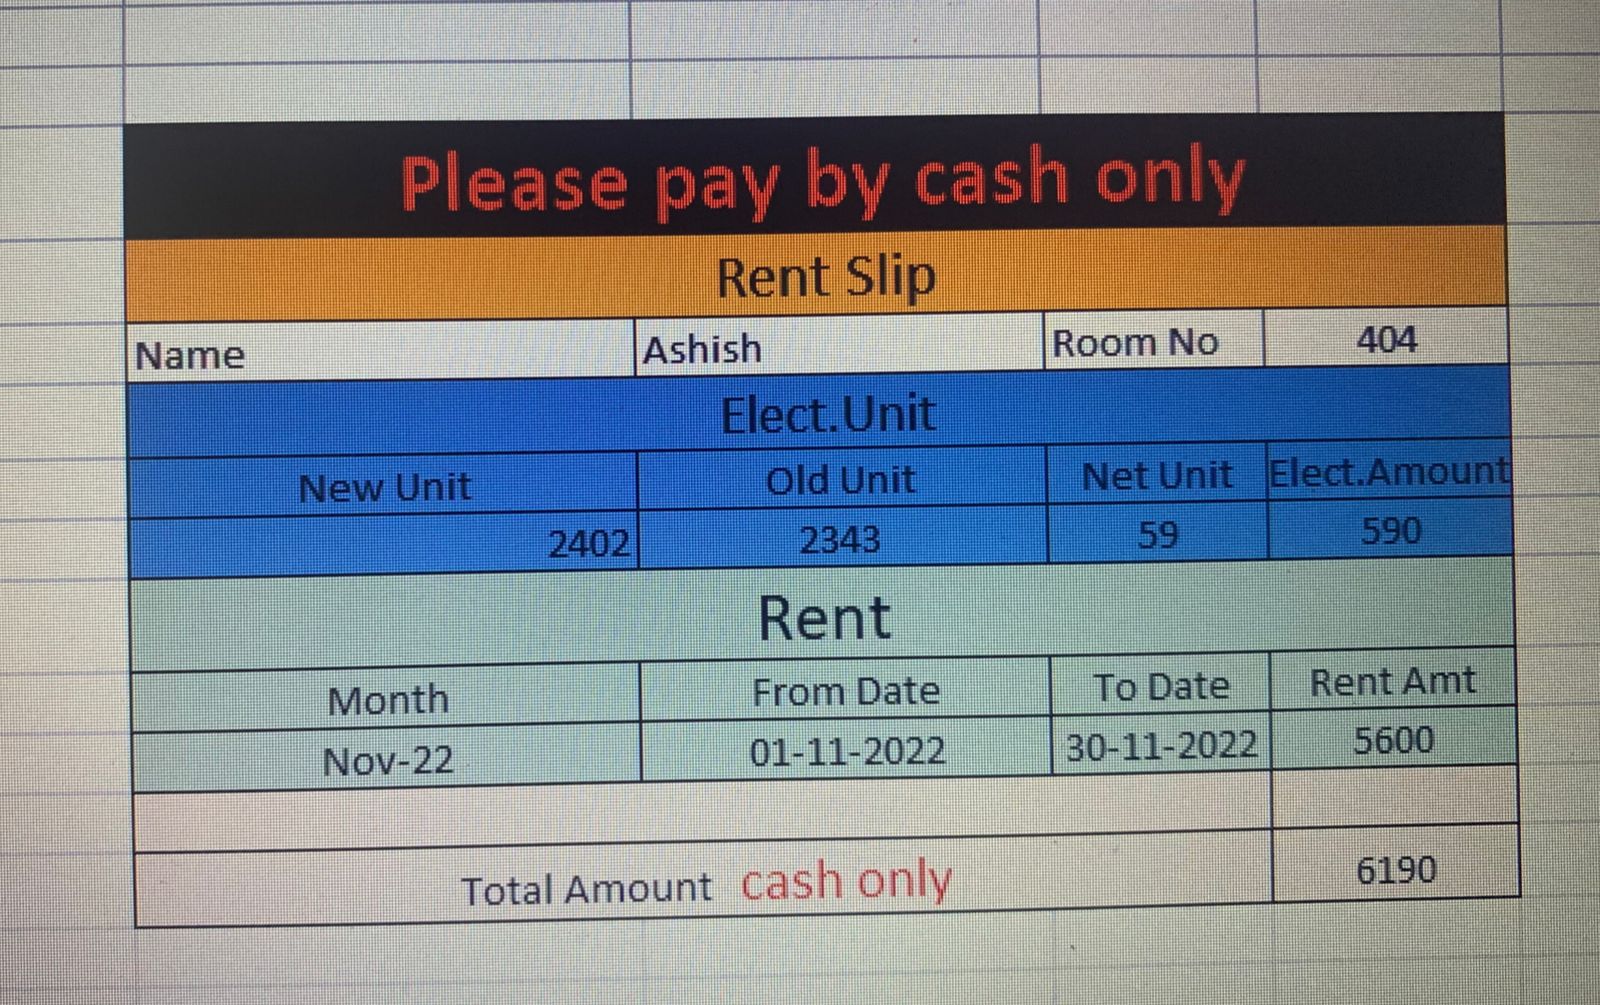 Please pay by cash only
Rent Slip
Name Ashish Room No 404
Elect.Unit
New Unit Old Unit Net Unit Elect.Amount
2402 2343 59 590
Rent
Month From Date To Date Rent Amt
Nov-22 01-11-2022 30-11-2022 5600
Total Amount cash only 6190